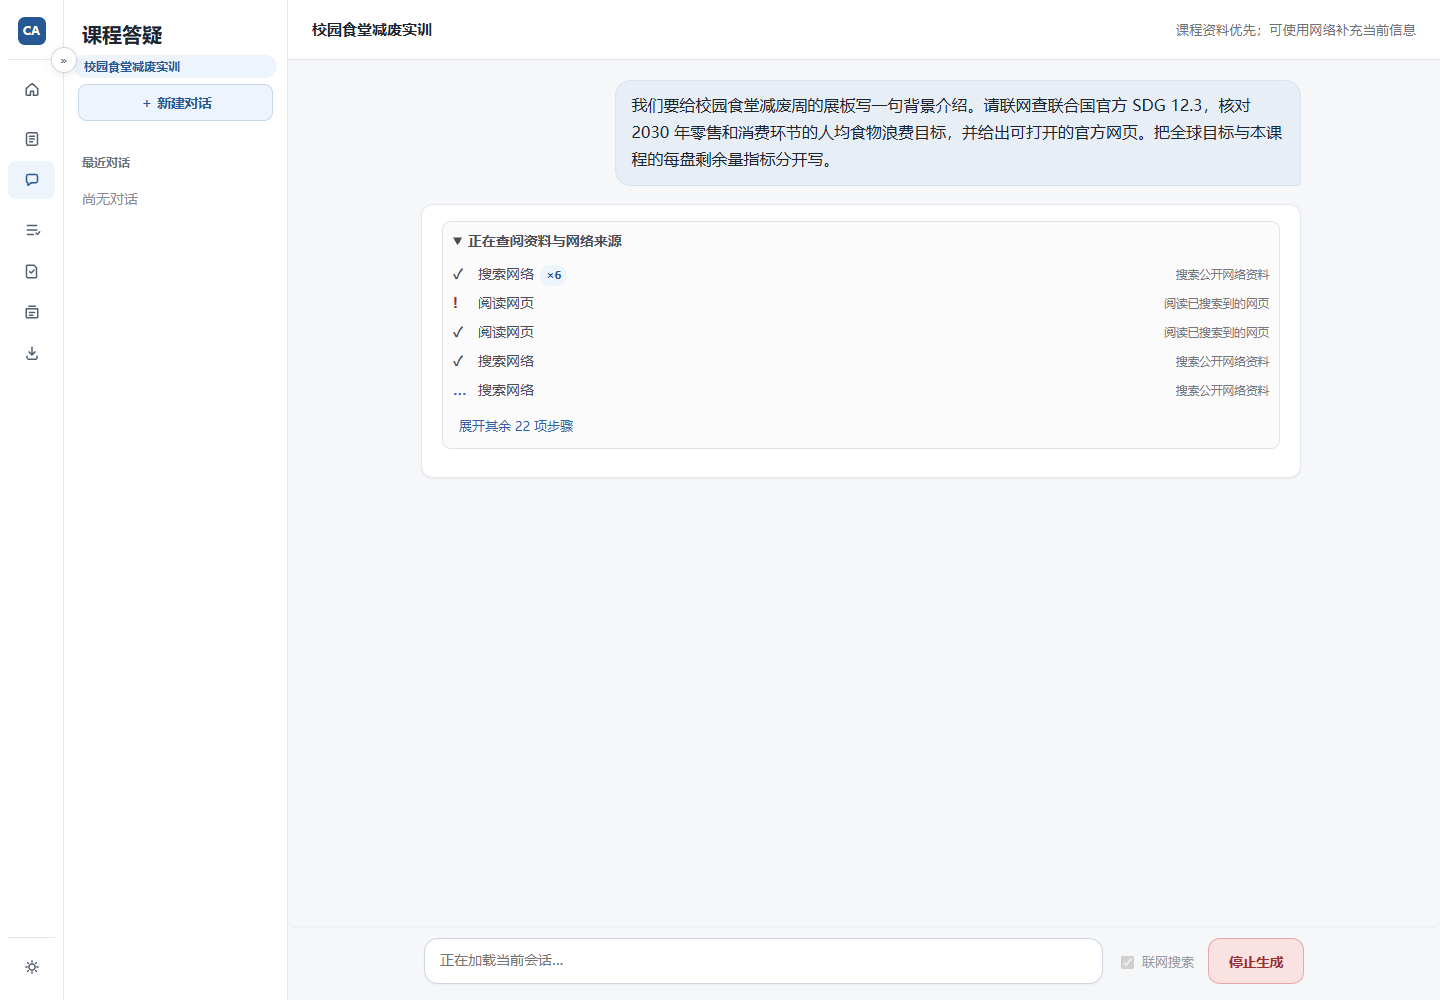 CA
»
课程答疑
校园食堂减废实训
+ 新建对话
最近对话
尚无对话
校园食堂减废实训
课程资料优先；可使用网络补充当前信息
我们要给校园食堂减废周的展板写一句背景介绍。请联网查联合国官方 SDG 12.3，核对
2030 年零售和消费环节的人均食物浪费目标，并给出可打开的官方网页。把全球目标与本课
程的每盘剩余量指标分开写。
▼ 正在查阅资料与网络来源
✓ 搜索网络 ×6 搜索公开网络资料
! 阅读网页 阅读已搜索到的网页
✓ 阅读网页 阅读已搜索到的网页
✓ 搜索网络 搜索公开网络资料
… 搜索网络 搜索公开网络资料
展开其余 22 项步骤
正在加载当前会话...
联网搜索
停止生成